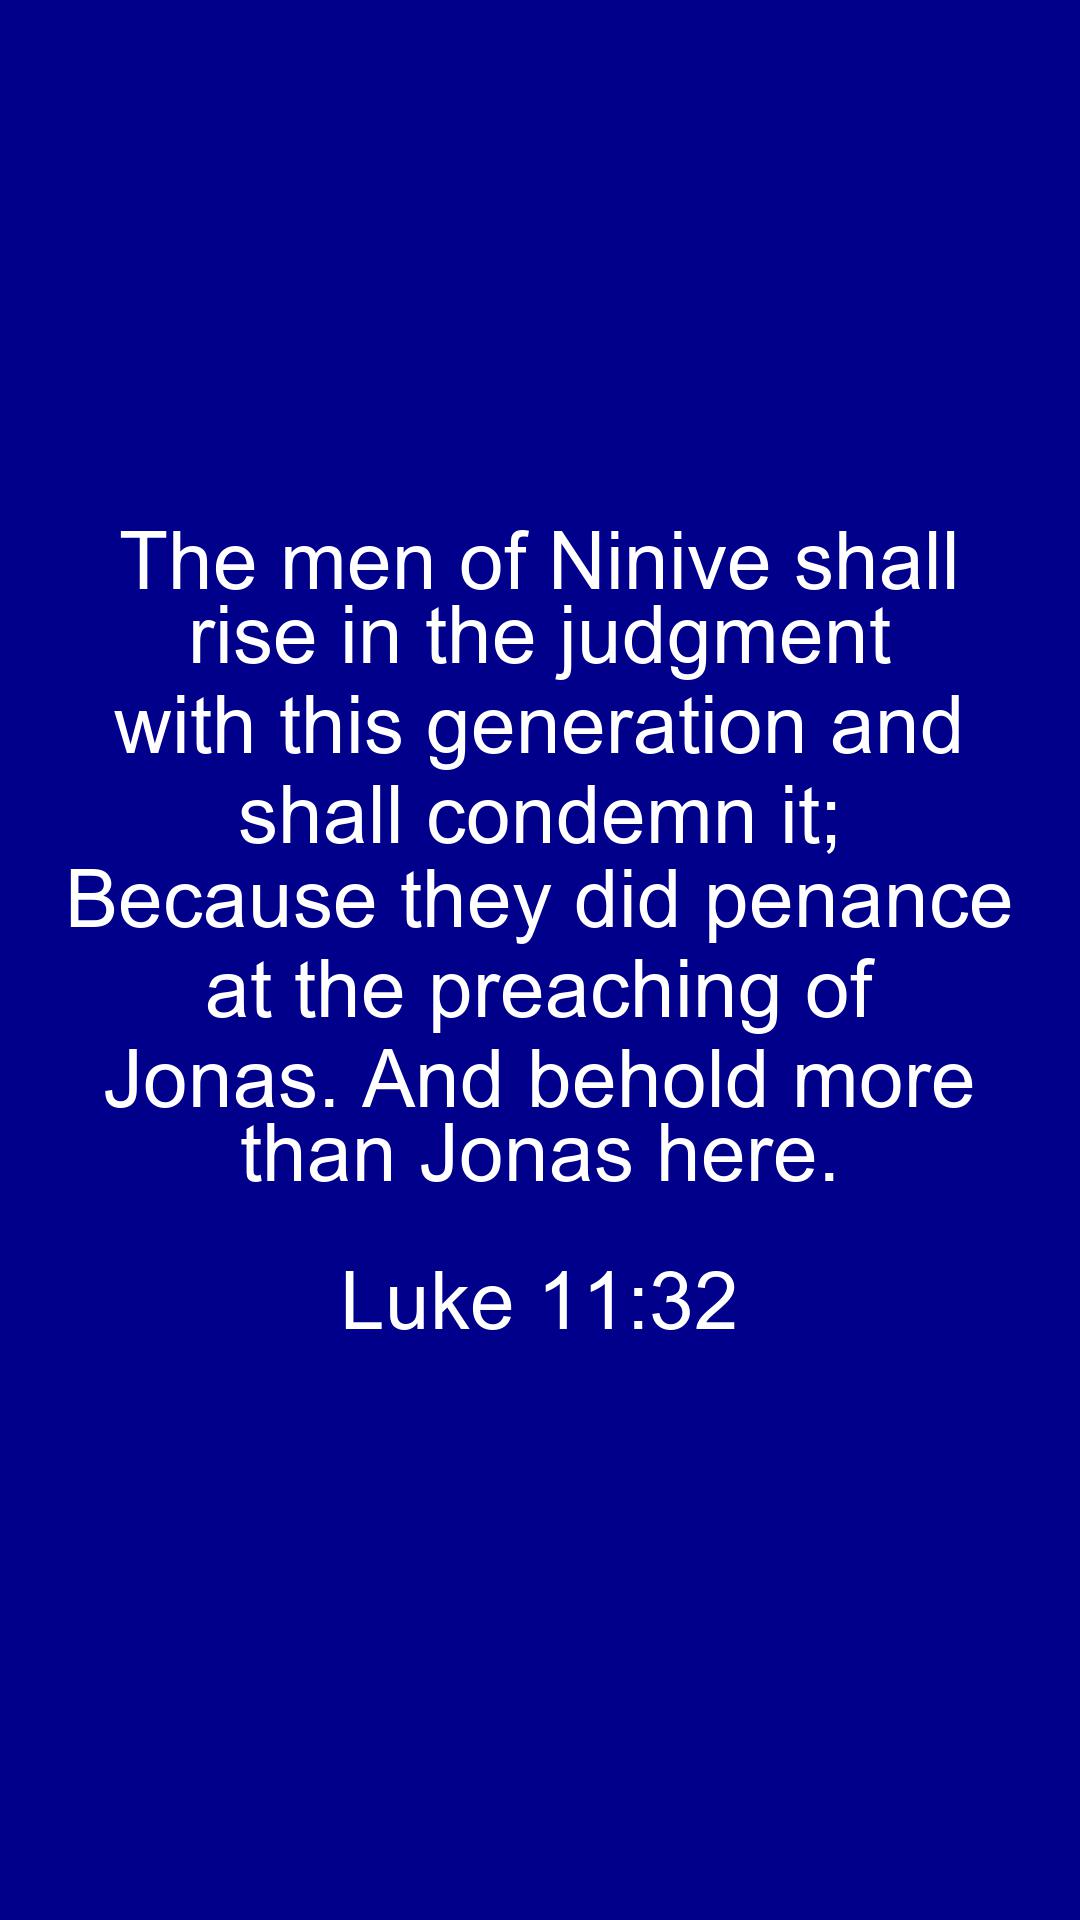 The men of Ninive shall
rise in the judgment
with this generation and
shall condemn it;
Because they did penance
at the preaching of
Jonas. And behold more
than Jonas here.
Luke 11:32